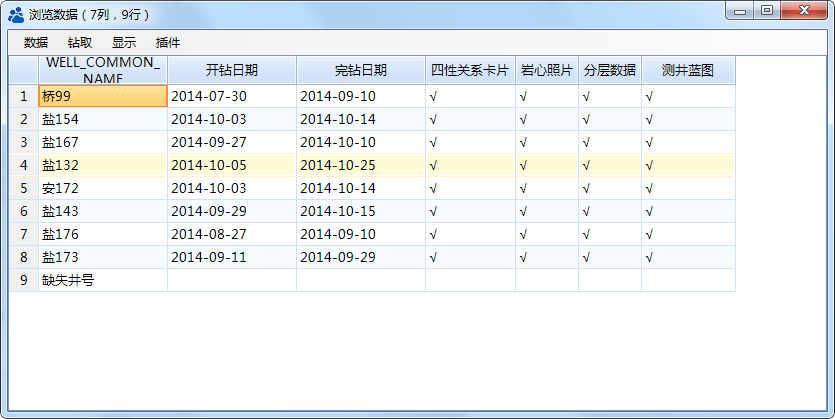 浏览数据（7列，9行）
数据 钻取 显示 插件
WELL_COMMON_
NAME 开钻日期 完钻日期 四性关系卡片 岩心照片 分层数据 测井蓝图
1 桥99 2014-07-30 2014-09-10 √ √ √ √
2 盐154 2014-10-03 2014-10-14 √ √ √ √
3 盐167 2014-09-27 2014-10-10 √ √ √ √
4 盐132 2014-10-05 2014-10-25 √ √ √ √
5 安172 2014-10-03 2014-10-14 √ √ √ √
6 盐143 2014-09-29 2014-10-15 √ √ √ √
7 盐176 2014-08-27 2014-09-10 √ √ √ √
8 盐173 2014-09-11 2014-09-29 √ √ √ √
9 缺失井号